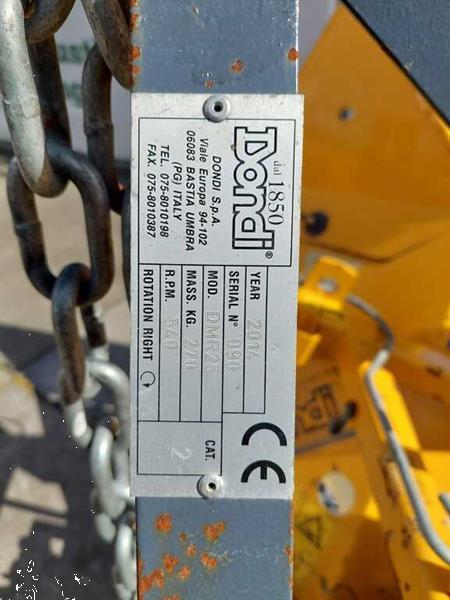 dal 1850
Dondi®
DONDI S.p.A.
Viale Europa 94-102
06083 BASTIA UMBRA
(PG) ITALY
TEL. 075-8010198
FAX. 075-8010387
YEAR 2014
SERIAL N° 090
MOD. DMR25
MASS. KG. 270
R.P.M. 540
ROTATION RIGHT
CAT. 2
CE